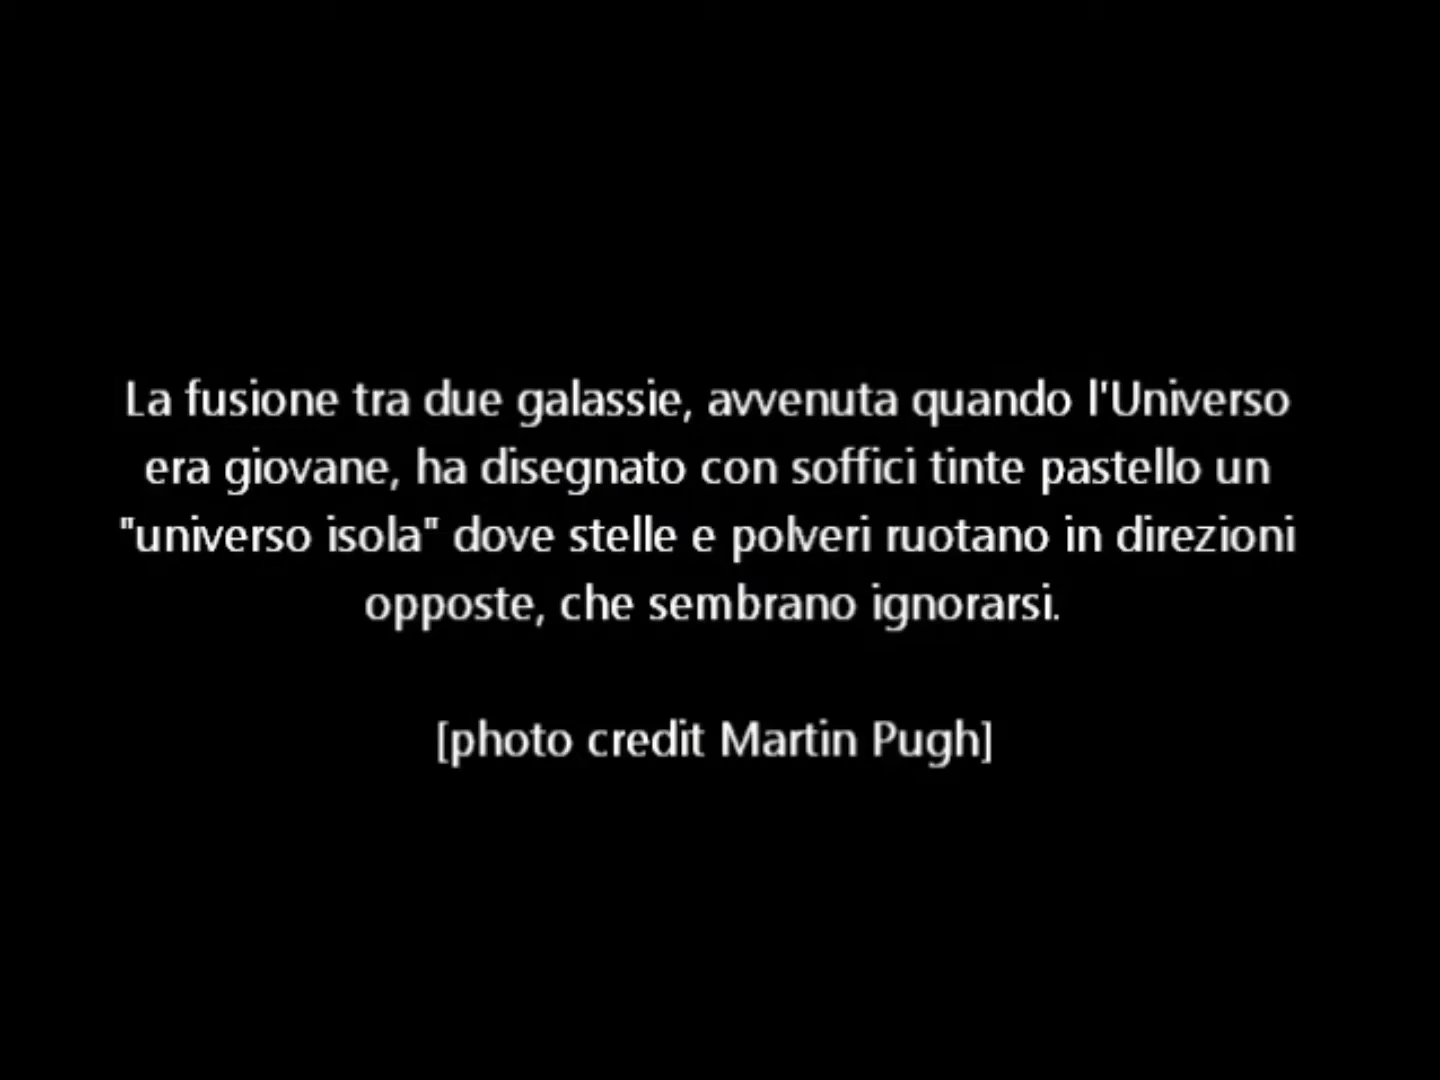 La fusione tra due galassie, avvenuta quando l'Universo
era giovane, ha disegnato con soffici tinte pastello un
"universo isola" dove stelle e polveri ruotano in direzioni
opposte, che sembrano ignorarsi.
[photo credit Martin Pugh]